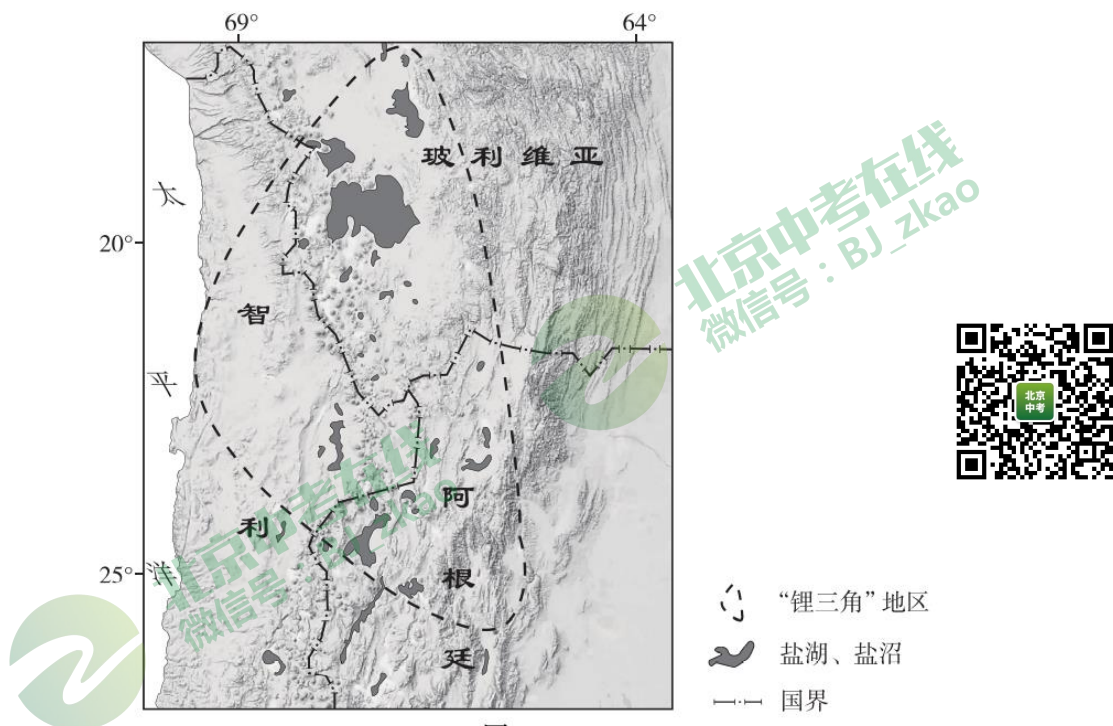 69°
64°
玻利维亚
太
20°
智
平
阿
利
根
25°
洋
廷
“锂三角”地区
盐湖、盐沼
国界
北京中考在线
微信号：BJ_zkao
北京中考在线
微信号：BJ_zkao
北京
中考